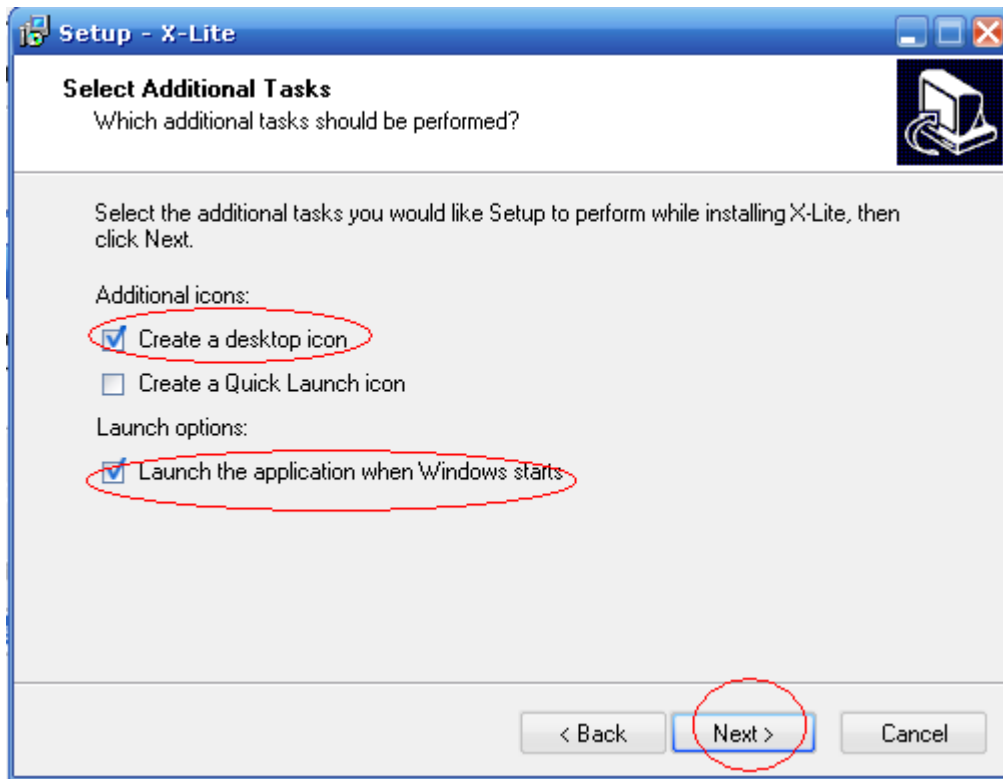 Setup - X-Lite
Select Additional Tasks
Which additional tasks should be performed?
Select the additional tasks you would like Setup to perform while installing X-Lite, then
click Next.
Additional icons:
Create a desktop icon
Create a Quick Launch icon
Launch options:
Launch the application when Windows starts
< Back Next > Cancel